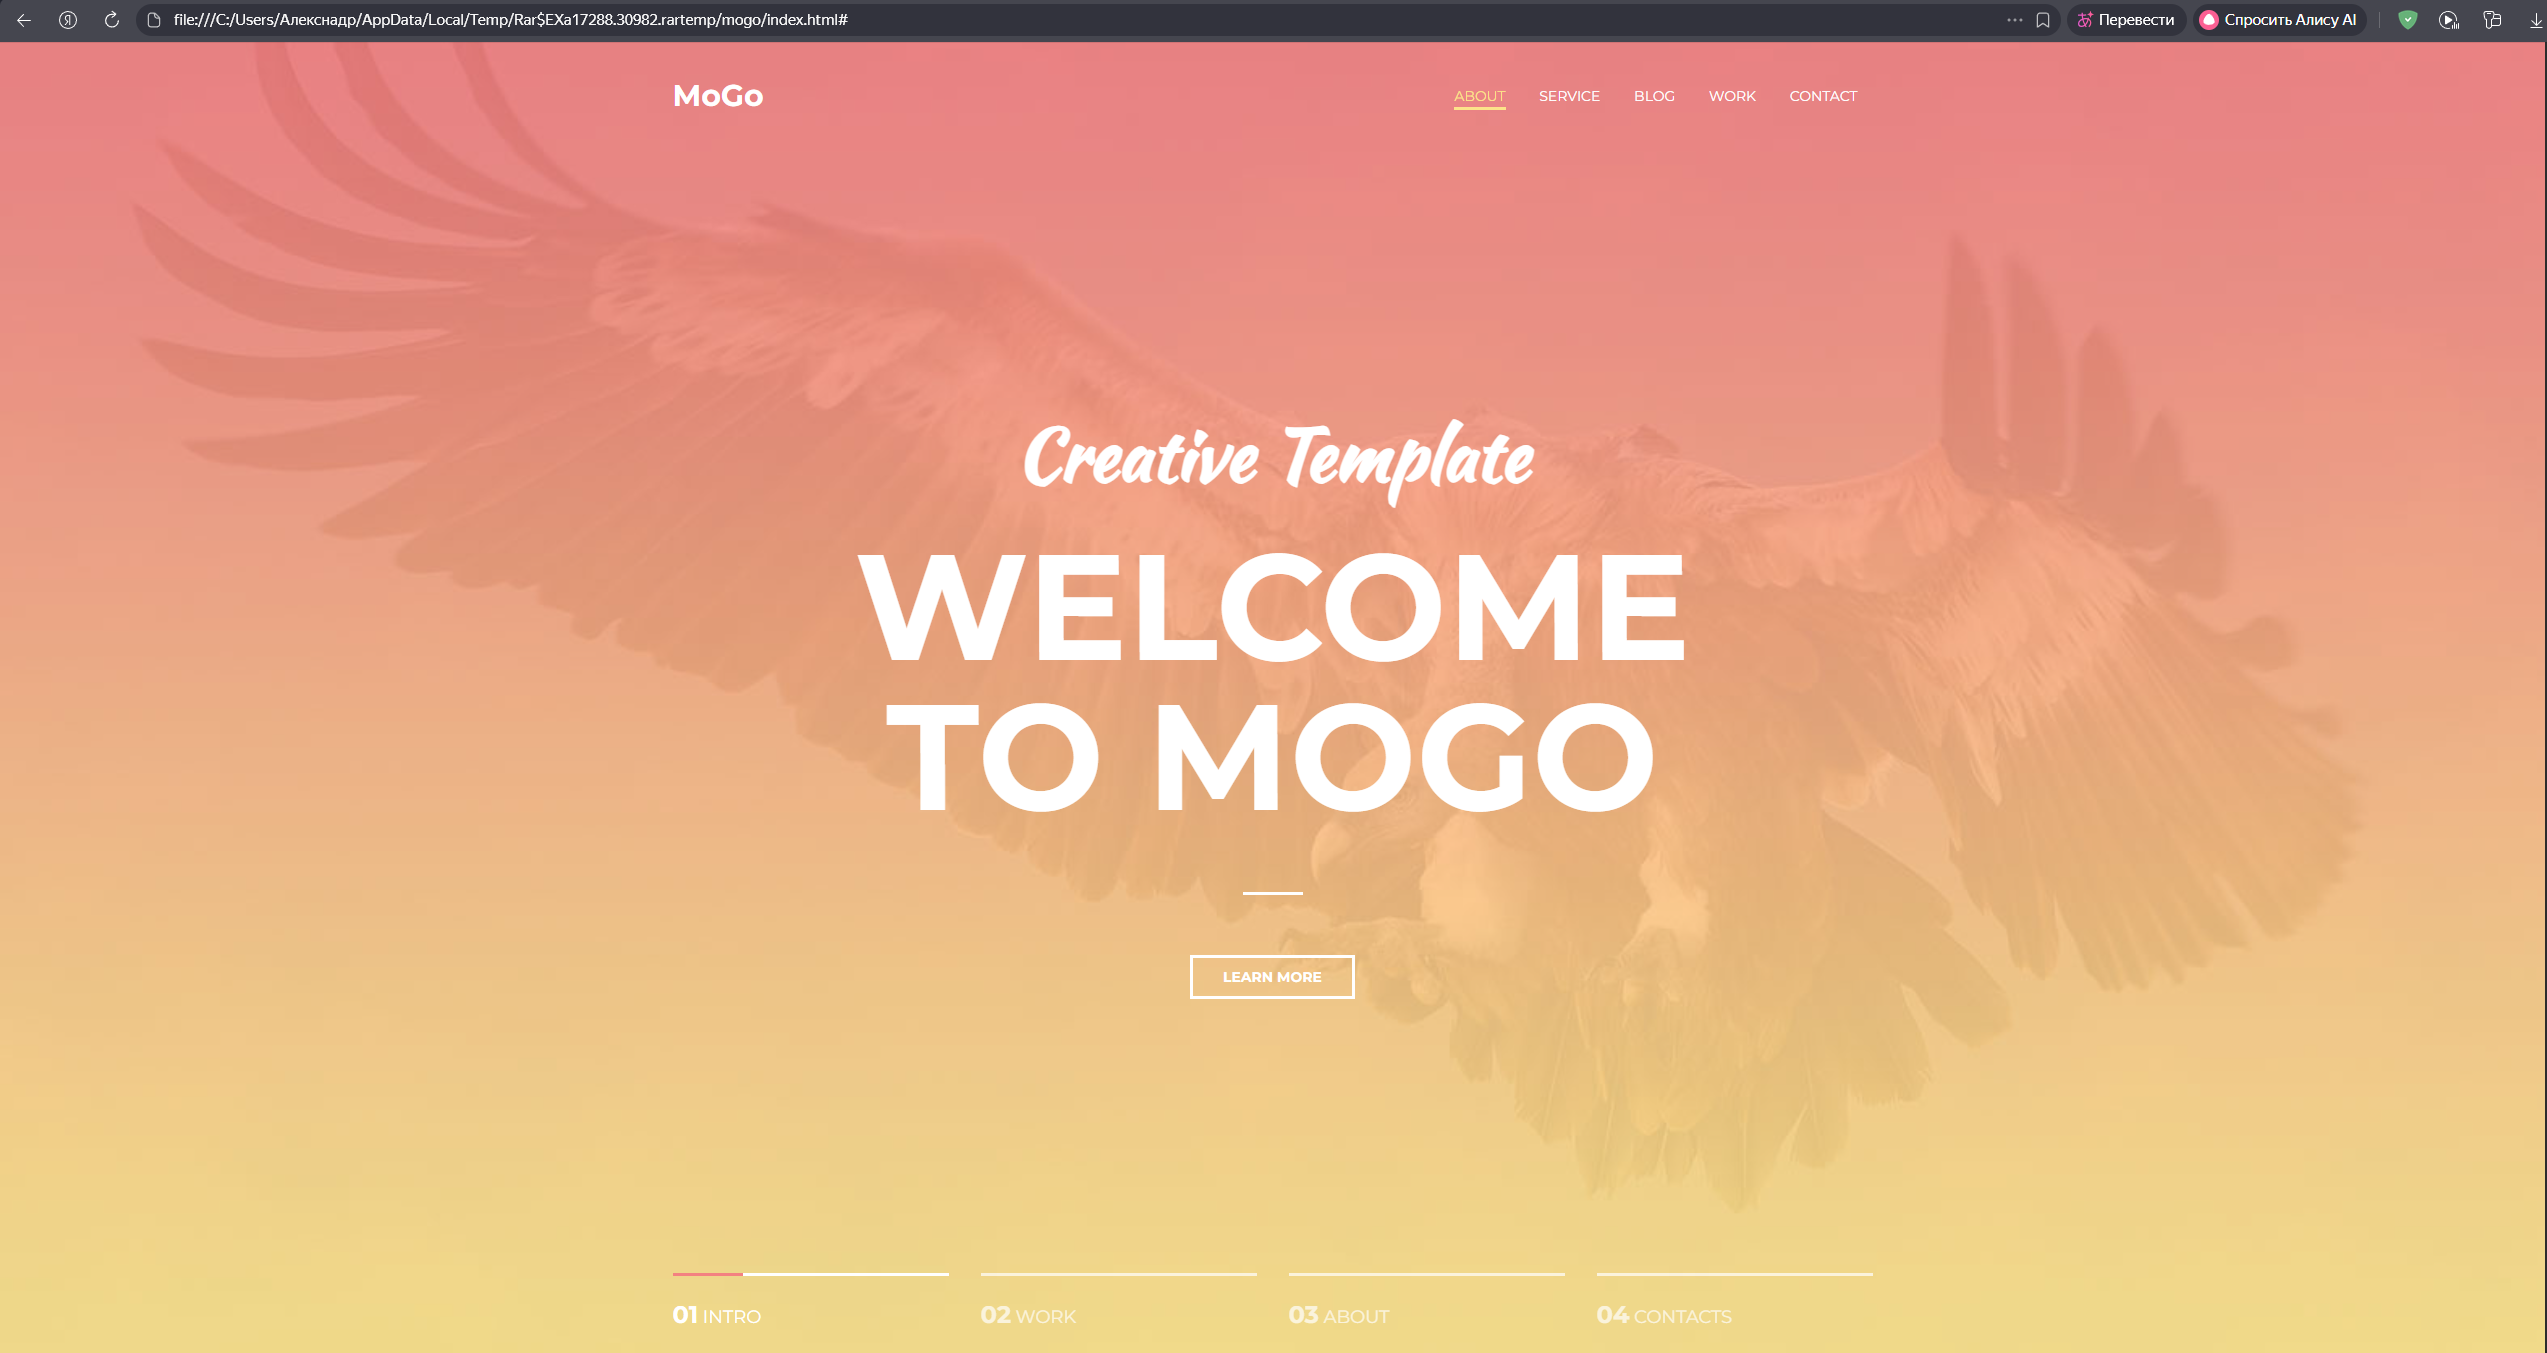 file:///C:/Users/Алекснадр/AppData/Local/Temp/Rar$EXa17288.30982.rartemp/mogo/index.html#
Перевести
Спросить Алису AI
MoGo
ABOUT
SERVICE
BLOG
WORK
CONTACT
Creative Template
WELCOME
TO MOGO
LEARN MORE
01 INTRO
02 WORK
03 ABOUT
04 CONTACTS